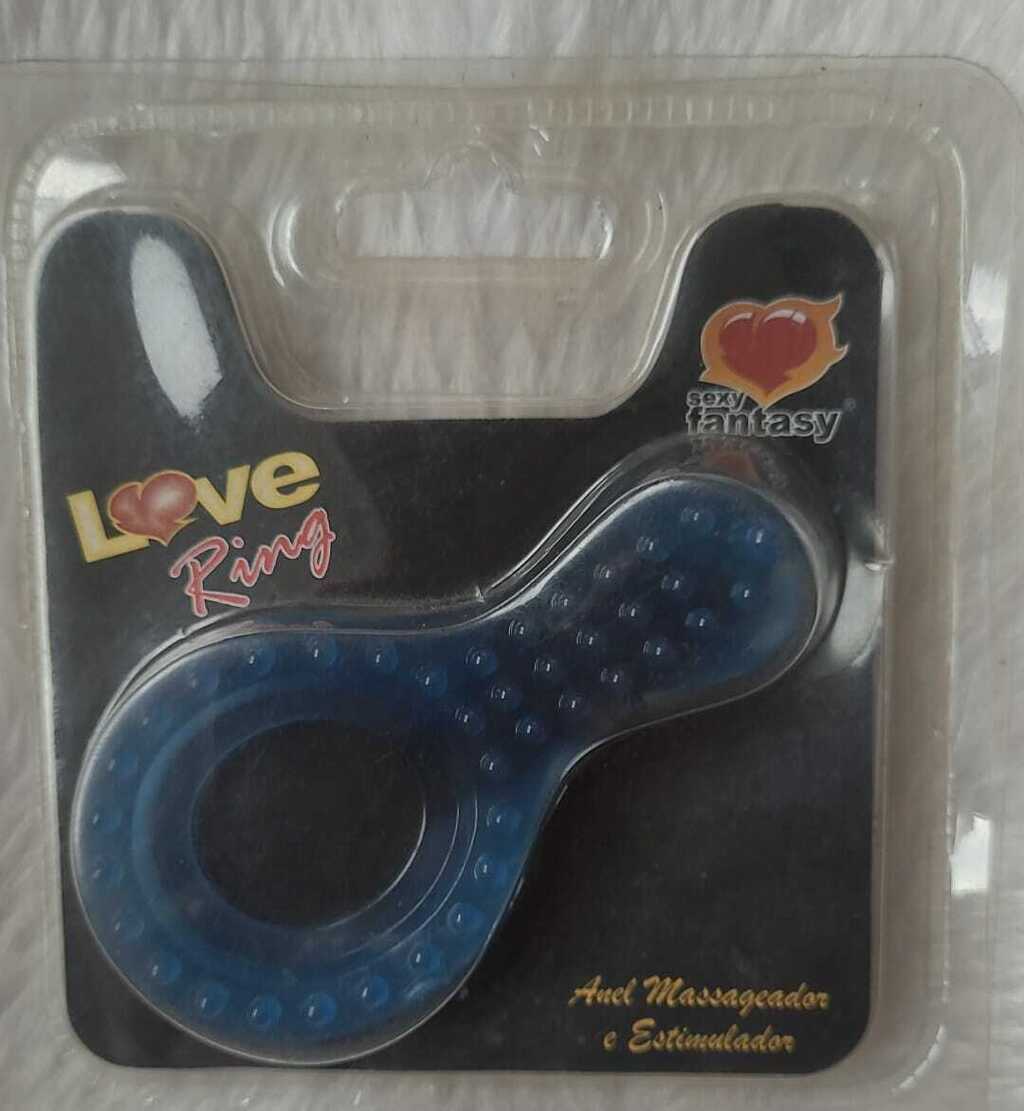 sexy
fantasy®
Love
Ring
Anel Massageador
e Estimulador